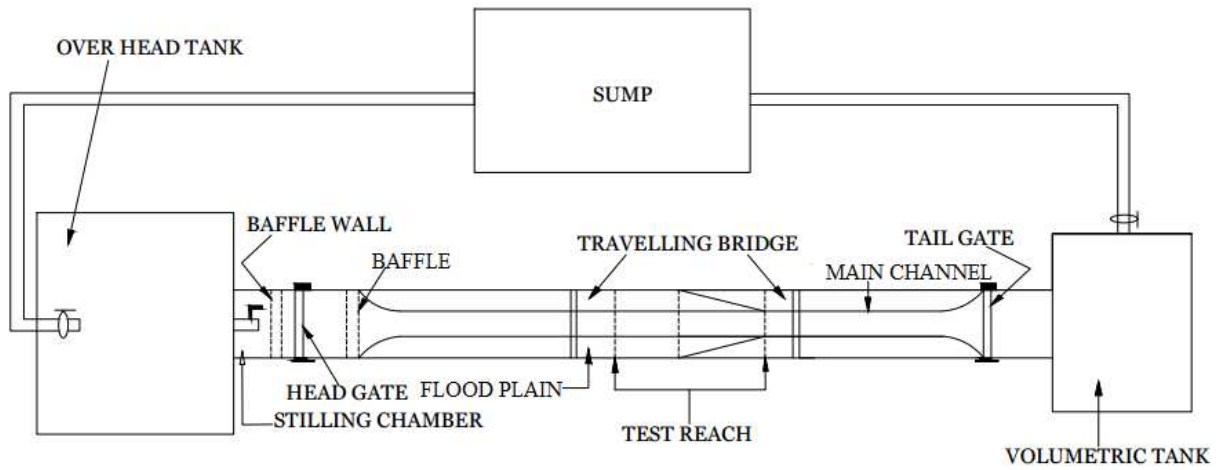 OVER HEAD TANK
SUMP
BAFFLE WALL
TRAVELLING BRIDGE
TAIL GATE
BAFFLE
MAIN CHANNEL
HEAD GATE
FLOOD PLAIN
STILLING CHAMBER
TEST REACH
VOLUMETRIC TANK